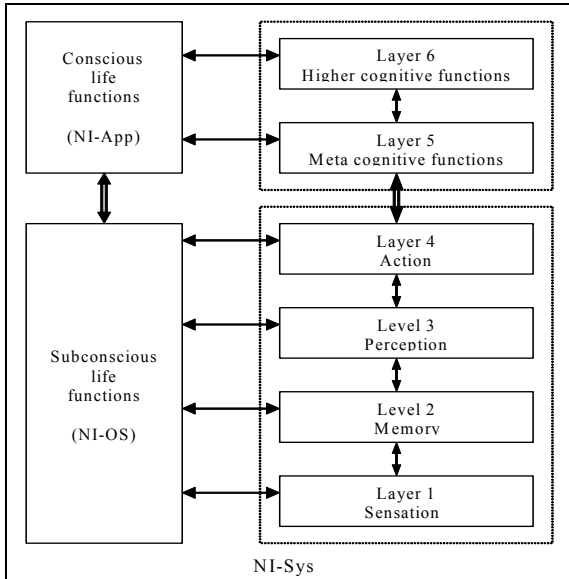 Conscious
life
functions
(NI-App)
Layer 6
Higher cognitive functions
Layer 5
Meta cognitive functions
Subconscious
life
functions
(NI-OS)
Layer 4
Action
Level 3
Perception
Level 2
Memory
Layer 1
Sensation
NI-Sys